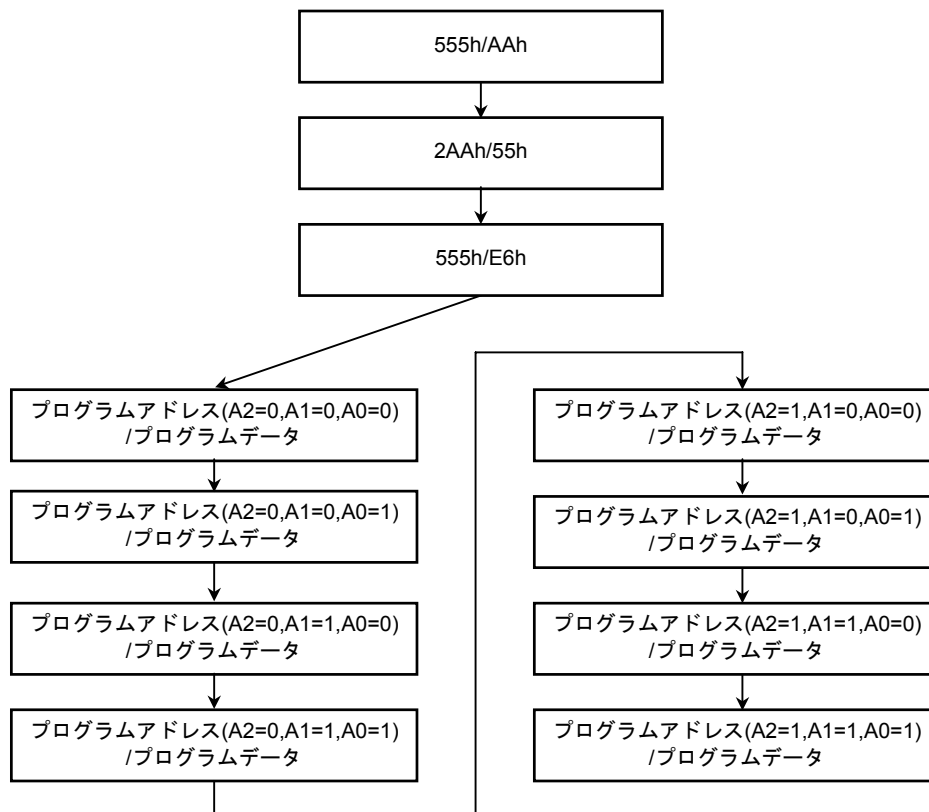 555h/AAh
2AAh/55h
555h/E6h
プログラムアドレス(A2=0,A1=0,A0=0)
/プログラムデータ
プログラムアドレス(A2=0,A1=0,A0=1)
/プログラムデータ
プログラムアドレス(A2=0,A1=1,A0=0)
/プログラムデータ
プログラムアドレス(A2=0,A1=1,A0=1)
/プログラムデータ
プログラムアドレス(A2=1,A1=0,A0=0)
/プログラムデータ
プログラムアドレス(A2=1,A1=0,A0=1)
/プログラムデータ
プログラムアドレス(A2=1,A1=1,A0=0)
/プログラムデータ
プログラムアドレス(A2=1,A1=1,A0=1)
/プログラムデータ